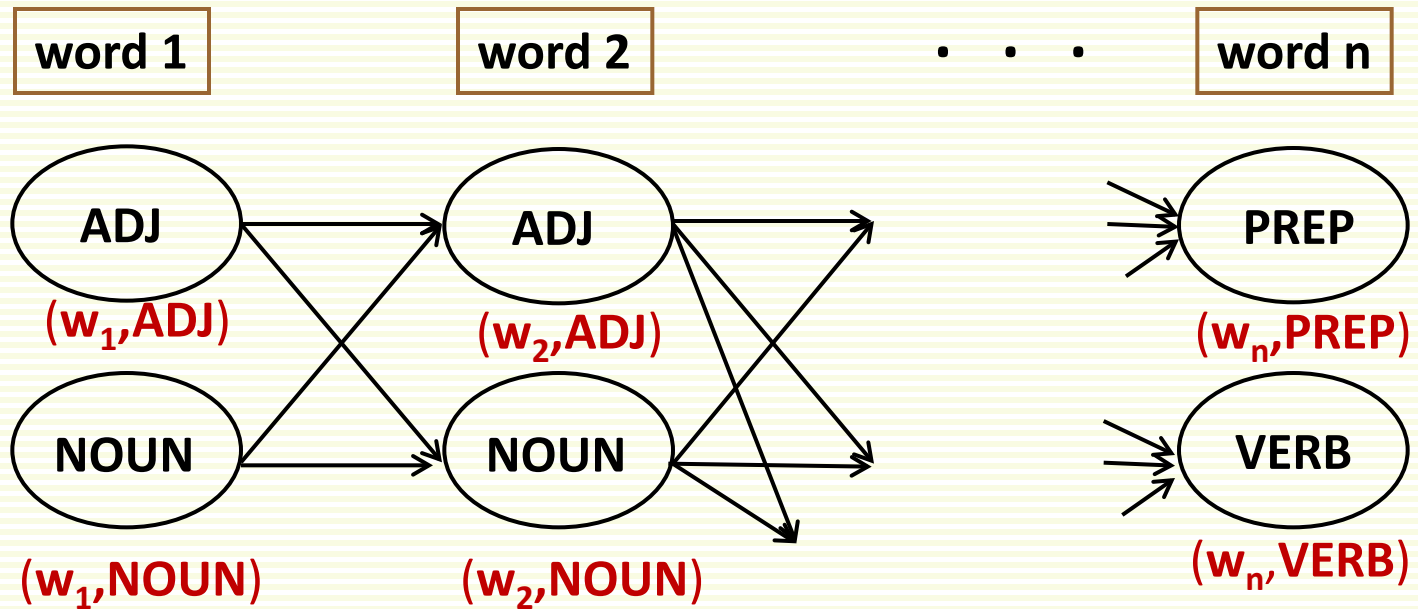 word 1 word 2 . . . word n
ADJ ADJ PREP
(w₁,ADJ) (w₂,ADJ) (wₙ,PREP)
NOUN NOUN VERB
(w₁,NOUN) (w₂,NOUN) (wₙ,VERB)